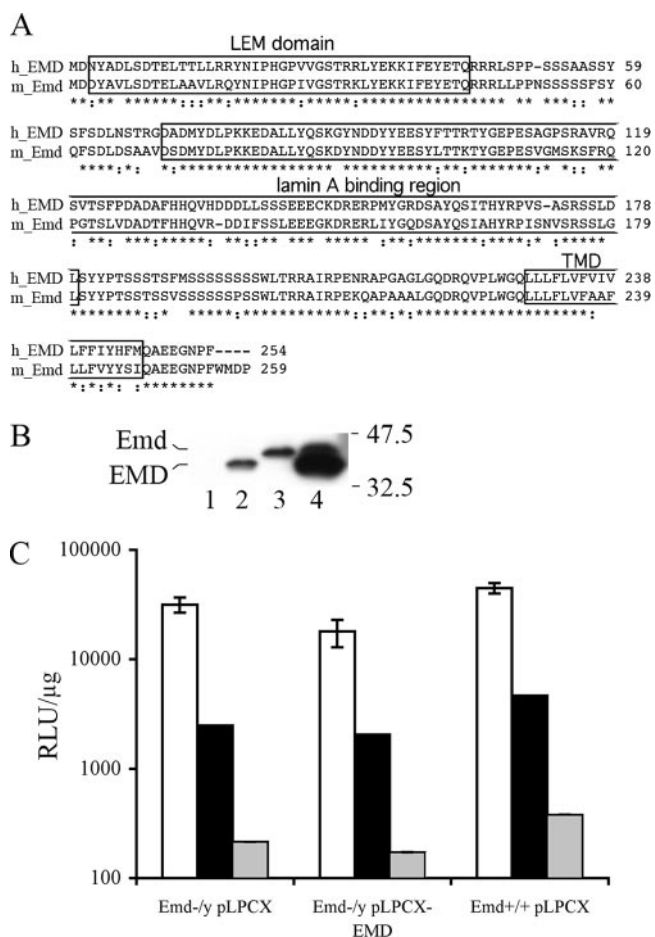 A
LEM domain
h_EMD MDNYADLSDTELTTLLRRYNIPHGPVVGSTRRLYEKKIFEYETQRRRLSPP-SSSAASSY 59
m_Emd MDDYAVLSDTELAAVLRQYNIPHGPIVGSTRKLYEKKIFEYETQRRRLLPPNSSSSSFSY 60
h_EMD SFSDLNSTRGDADMYDLPKKEDALLYQSKGYNDDYYEESYFTTRTYGEPESAGPSRAVRQ 119
m_Emd QFSDLDSAAVDSDMYDLPKKEDALLYQSKDYNDDYYEESYLTTKTYGEPESVGMSKSFRQ 120
lamin A binding region
h_EMD SVTSFPDADAFHHQVHDDDLLSSSEEECKDRERPMYGRDSAYQSITHYRPVS-ASRSSLD 178
m_Emd PGTSLVDADTFHHQVR-DDIFSSLEEEGKDRERLIYGQDSAYQSIAHYRPISNVSRSSLG 179
h_EMD LSYYPTSSSTSFMSSSSSSSSWLTRRAIRPENRAPGAGLGQDRQVPLWGQLLLFLVFVIV 238
m_Emd LSYYPTSSTSSVSSSSSSPSSWLTRRAIRPEKQAPAAALGQDRQVPLWGQLLLFLVFAAF 239
TMD
h_EMD LFFIYHFMQAEEGNPF---- 254
m_Emd LLFVYYSIQAEEGNPFWMDP 259
B
Emd
EMD
47.5
32.5
1 2 3 4
C
100000
10000
1000
100
RLU/µg
Emd-/y pLPCX
Emd-/y pLPCX-
EMD
Emd+/+ pLPCX